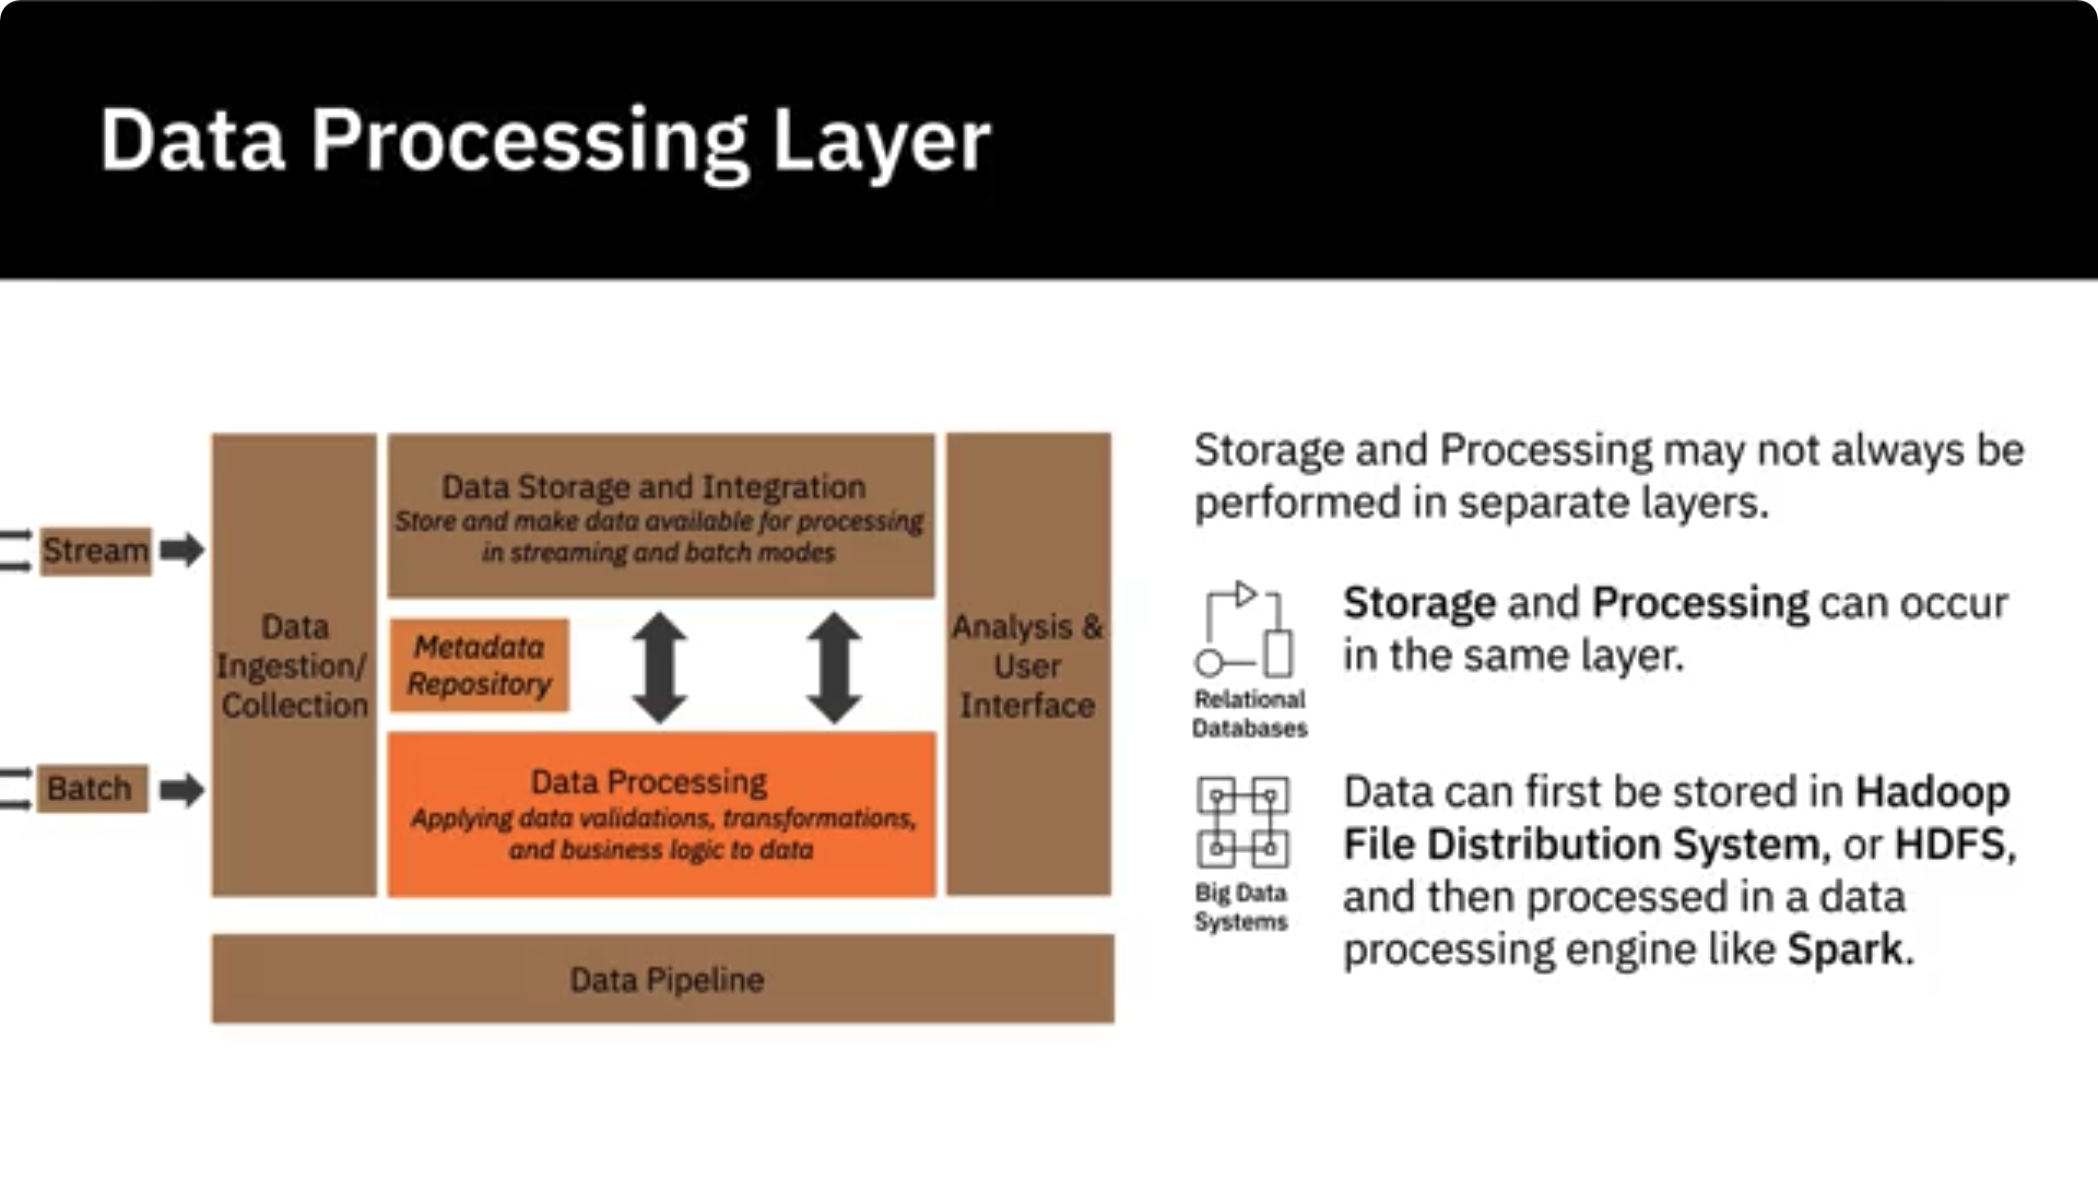 Data Processing Layer
Stream
Batch
Data
Ingestion/
Collection
Data Storage and Integration
Store and make data available for processing
in streaming and batch modes
Metadata
Repository
Data Processing
Applying data validations, transformations,
and business logic to data
Analysis &
User
Interface
Data Pipeline
Storage and Processing may not always be
performed in separate layers.
Relational
Databases
Storage and Processing can occur
in the same layer.
Big Data
Systems
Data can first be stored in Hadoop
File Distribution System, or HDFS,
and then processed in a data
processing engine like Spark.